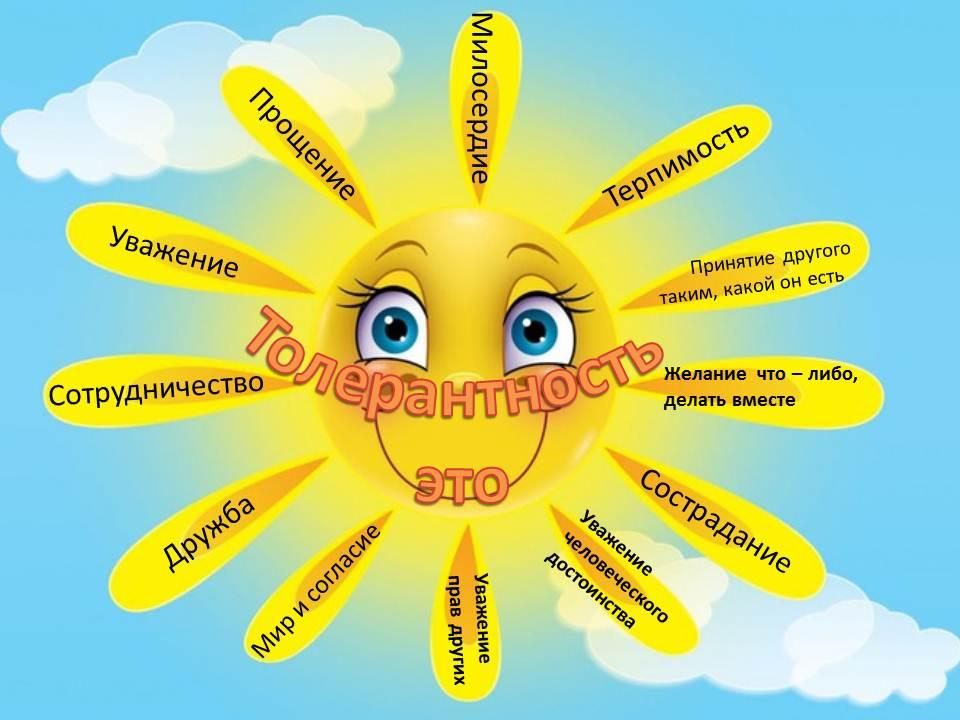 Толерантность
это
Милосердие
Терпимость
Принятие другого
таким, какой он есть
Желание что – либо,
делать вместе
Сострадание
Уважение
человеческого
достоинства
Уважение
прав других
Мир и согласие
Дружба
Сотрудничество
Уважение
Прощение